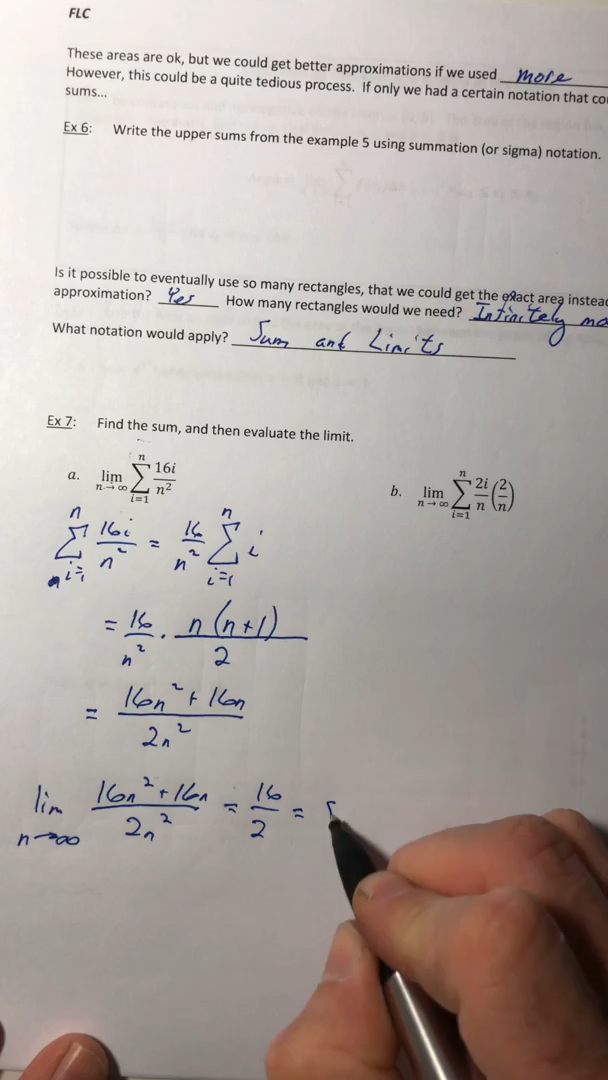 FLC
These areas are ok, but we could get better approximations if we used more
However, this could be a quite tedious process. If only we had a certain notation that
sums...
Ex 6: Write the upper sums from the example 5 using summation (or sigma) notation.
Is it possible to eventually use so many rectangles, that we could get the exact area
approximation? Yes How many rectangles would we need? Infinitely
What notation would apply? Sum and Limits
Ex 7: Find the sum, and then evaluate the limit.
a. lim n→∞ ∑ i=1 n 16i/n² b. lim n→∞ ∑ i=1 n 2i/n (2/n)
∑ i=1 n 16i/n² = 16/n² ∑ i=1 n i
= 16/n² · n(n+1)/2
= 16n² + 16n / 2n²
lim n→∞ 16n² + 16n / 2n² = 16/2 =